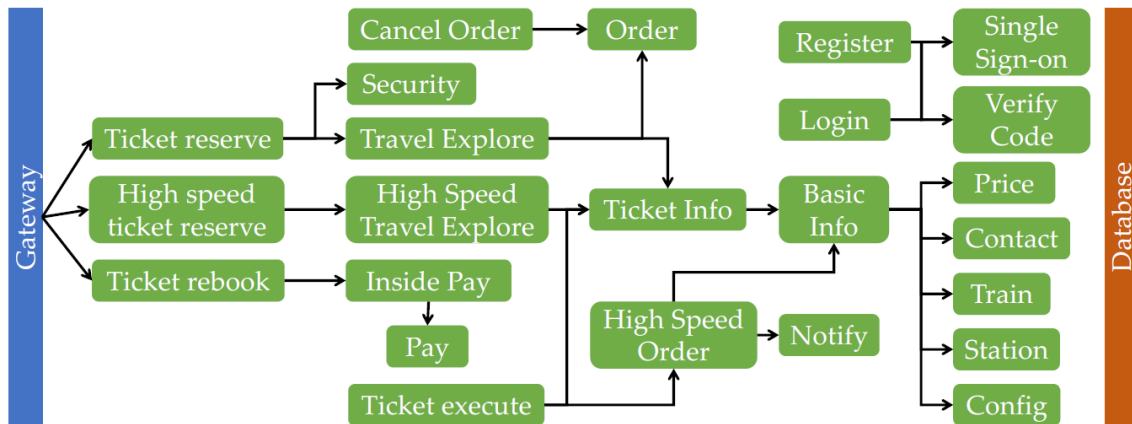 Gateway
Cancel Order
Order
Security
Ticket reserve
Travel Explore
High speed
ticket reserve
High Speed
Travel Explore
Ticket rebook
Inside Pay
Pay
Ticket execute
Ticket Info
High Speed
Order
Notify
Basic
Info
Register
Login
Single
Sign-on
Verify
Code
Price
Contact
Train
Station
Config
Database